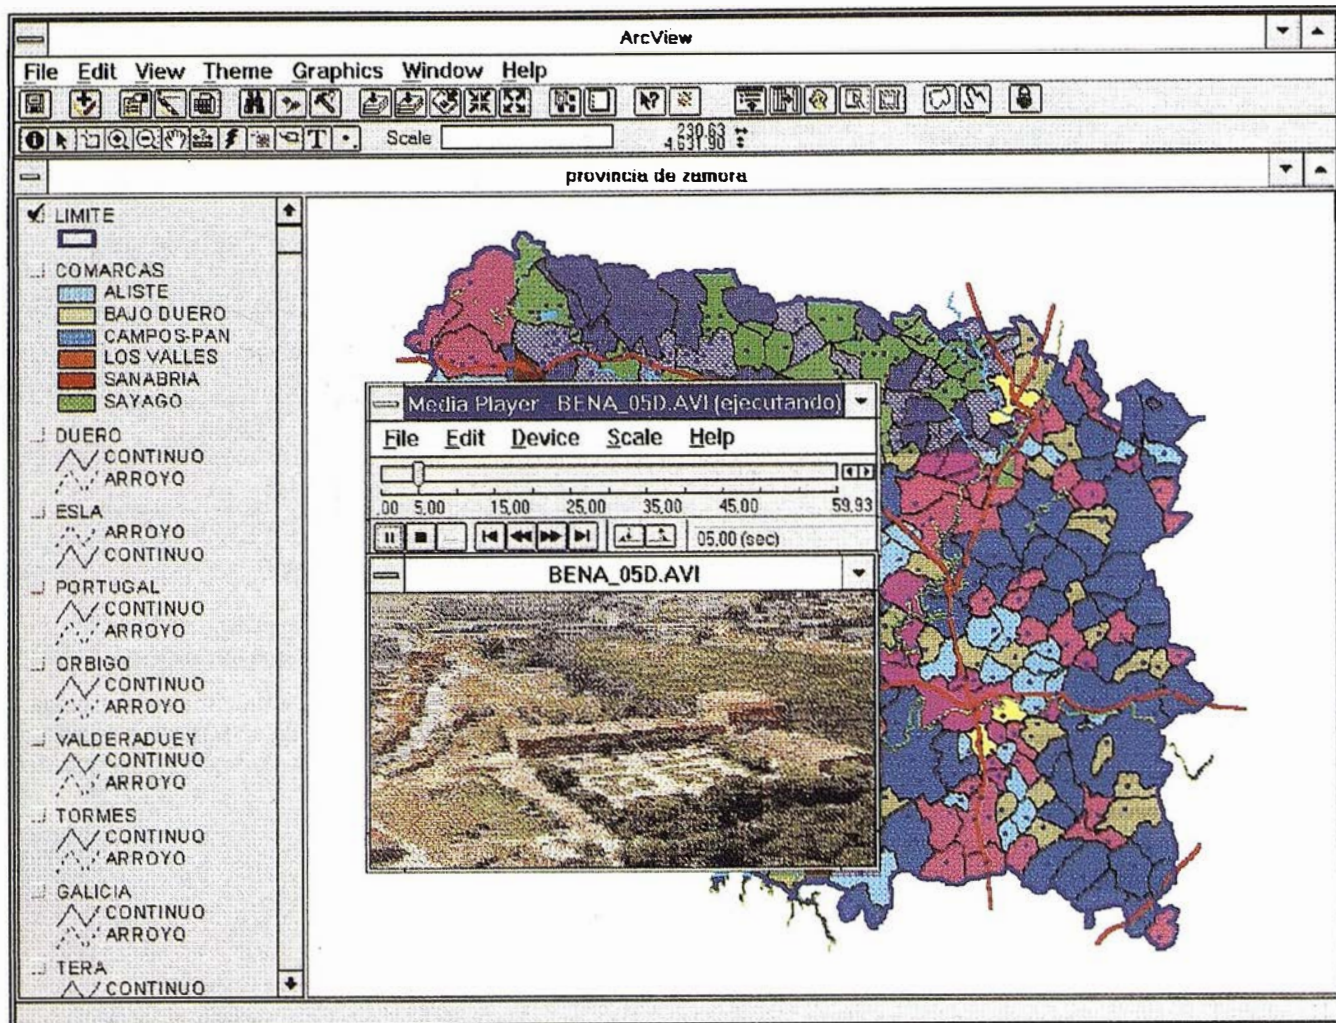 ArcView
File Edit View Theme Graphics Window Help
Scale
230.63
4.631.90
provincia de zamora
LIMITE
COMARCAS
ALISTE
BAJO DUERO
CAMPOS-PAN
LOS VALLES
SANABRIA
SAYAGO
DUERO
CONTINUO
ARROYO
ESLA
ARROYO
CONTINUO
PORTUGAL
CONTINUO
ARROYO
ORBIGO
CONTINUO
ARROYO
VALDERADUEY
CONTINUO
ARROYO
TORMES
CONTINUO
ARROYO
GALICIA
CONTINUO
ARROYO
TERA
CONTINUO
Media Player - BENA_05D.AVI (ejecutando)
File Edit Device Scale Help
.00 5,00 15,00 25,00 35,00 45,00 59,93
05,00 (sec)
BENA_05D.AVI